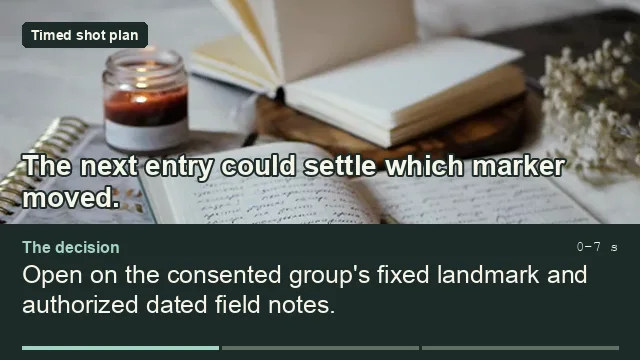 Timed shot plan
The next entry could settle which marker
moved.
The decision
0–7 s
Open on the consented group's fixed landmark and
authorized dated field notes.